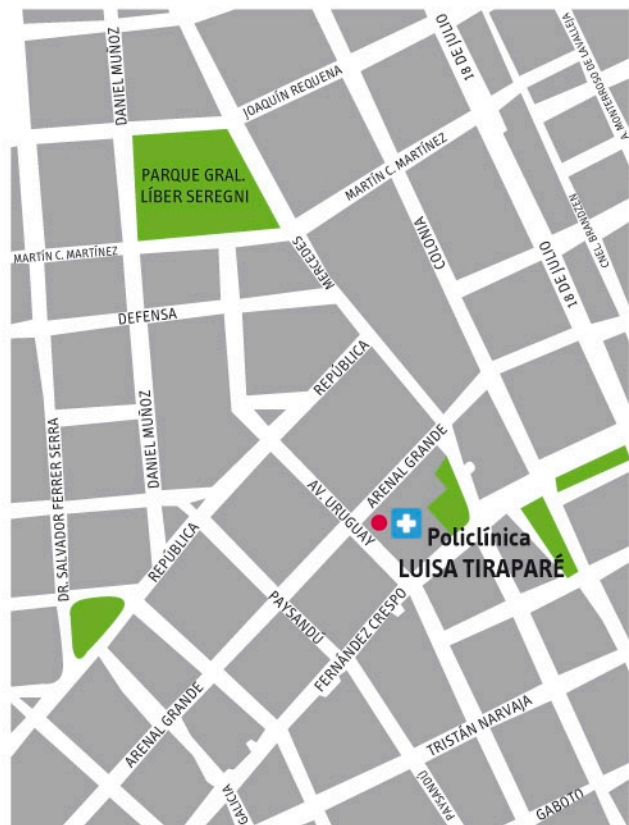 DANIEL MUÑOZ
JOAQUÍN REQUENA
18 DE JULIO
A. MONTERROSO DE LAVALLEJA
PARQUE GRAL.
LÍBER SEREGNI
MARTÍN C. MARTÍNEZ
MARTÍN C. MARTÍNEZ
MERCEDES
COLONIA
CNEL. BRANDZEN
18 DE JULIO
DEFENSA
REPÚBLICA
DR. SALVADOR FERRER SERRA
DANIEL MUÑOZ
ARENAL GRANDE
AV. URUGUAY
REPÚBLICA
Policlínica
LUISA TIRAPARÉ
PAYSANDÚ
FERNÁNDEZ CRESPO
ARENAL GRANDE
TRISTÁN NARVAJA
GALICIA
PAYSANDÚ
GABOTO